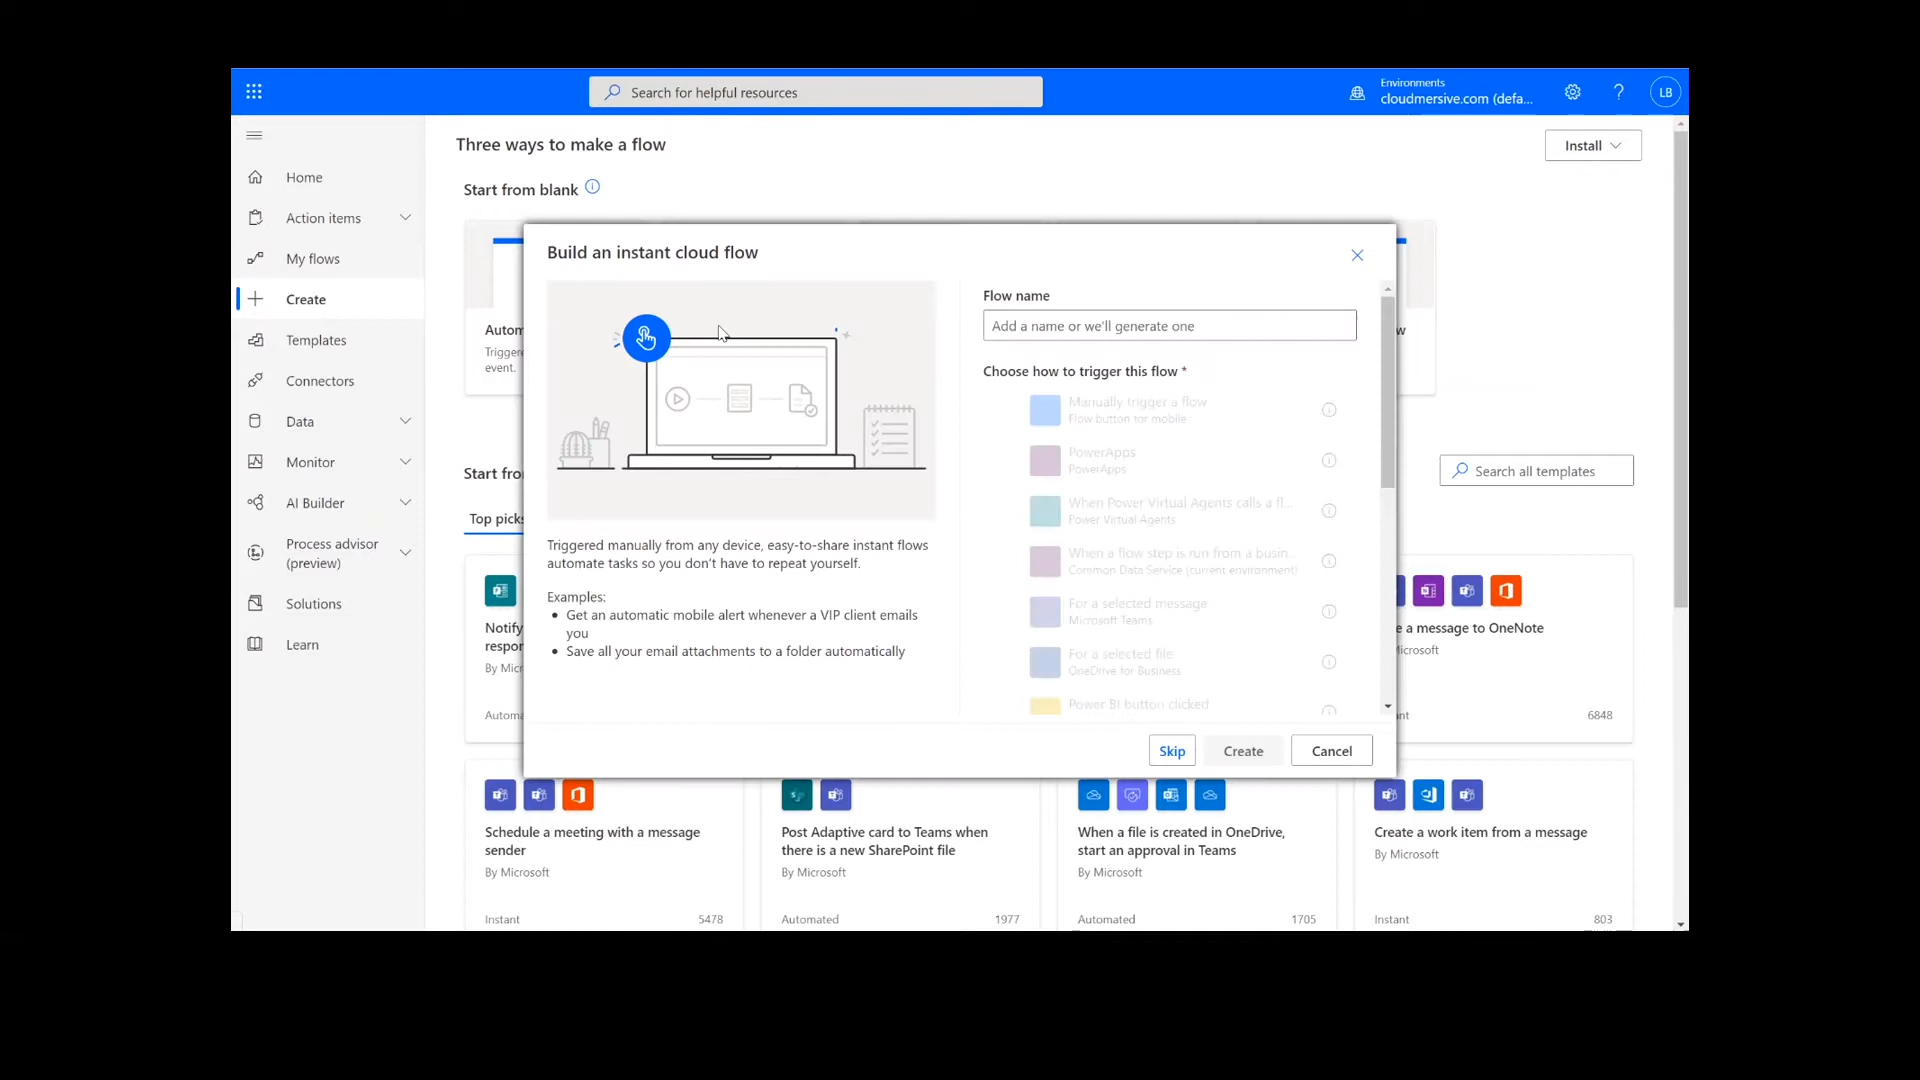 Search for helpful resources
Environments
cloudmersive.com (defa...
LB
Home
Action items
My flows
Create
Templates
Connectors
Data
Monitor
AI Builder
Process advisor
(preview)
Solutions
Learn
Three ways to make a flow
Install
Start from blank
Autom
Triggere
event.
w
Build an instant cloud flow
Triggered manually from any device, easy-to-share instant flows
automate tasks so you don't have to repeat yourself.
Examples:
Get an automatic mobile alert whenever a VIP client emails
you
Save all your email attachments to a folder automatically
Flow name
Add a name or we'll generate one
Choose how to trigger this flow *
Manually trigger a flow
Flow button for mobile
PowerApps
PowerApps
When Power Virtual Agents calls a fl...
Power Virtual Agents
When a flow step is run from a busin...
Common Data Service (current environment)
For a selected message
Microsoft Teams
For a selected file
OneDrive for Business
Power BI button clicked
Skip
Create
Cancel
Start fro
Search all templates
Top picks
Notify
respon
By Micr
Automa
e a message to OneNote
icrosoft
nt
6848
Schedule a meeting with a message
sender
By Microsoft
Instant
5478
Post Adaptive card to Teams when
there is a new SharePoint file
By Microsoft
Automated
1977
When a file is created in OneDrive,
start an approval in Teams
By Microsoft
Automated
1705
Create a work item from a message
By Microsoft
Instant
803